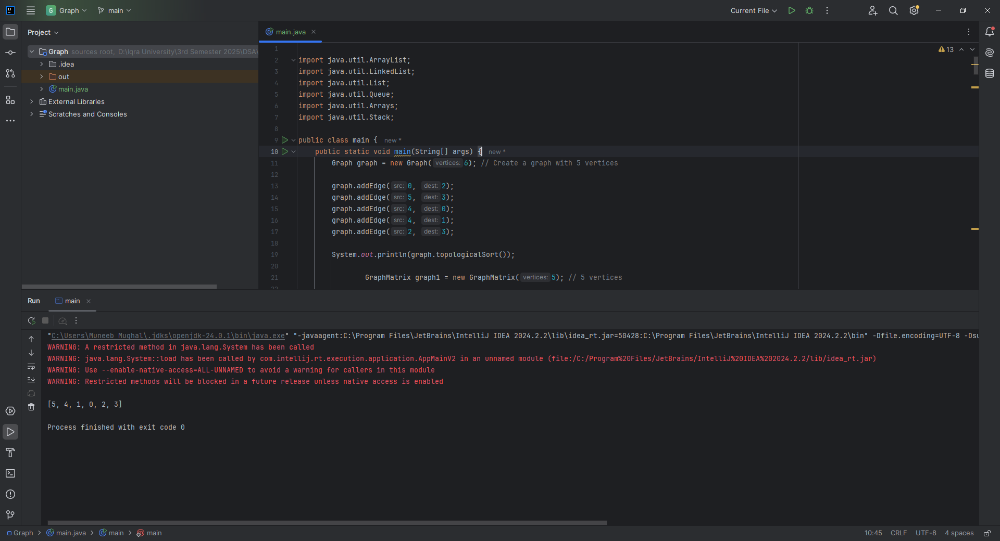 G Graph main Current File
Project
Graph sources root, D:\Iqra University\3rd Semester 2025\DSA\
.idea
out
main.java
External Libraries
Scratches and Consoles
main.java
13
1
2 import java.util.ArrayList;
3 import java.util.LinkedList;
4 import java.util.List;
5 import java.util.Queue;
6 import java.util.Arrays;
7 import java.util.Stack;
8
9 public class main { new *
10 public static void main(String[] args) { new *
11 Graph graph = new Graph( vertices: 6); // Create a graph with 5 vertices
12
13 graph.addEdge( src: 0, dest: 2);
14 graph.addEdge( src: 5, dest: 3);
15 graph.addEdge( src: 4, dest: 0);
16 graph.addEdge( src: 4, dest: 1);
17 graph.addEdge( src: 2, dest: 3);
18
19 System.out.println(graph.topologicalSort());
20
21 GraphMatrix graph1 = new GraphMatrix( vertices: 5); // 5 vertices
22
Run main
"C:\Users\Muneeb Mughal\.jdks\openjdk-24.0.1\bin\java.exe" "-javaagent:C:\Program Files\JetBrains\IntelliJ IDEA 2024.2.2\lib\idea_rt.jar=50428:C:\Program Files\JetBrains\IntelliJ IDEA 2024.2.2\bin" -Dfile.encoding=UTF-8 -Dsu
WARNING: A restricted method in java.lang.System has been called
WARNING: java.lang.System::load has been called by com.intellij.rt.execution.application.AppMainV2 in an unnamed module (file:/C:/Program%20Files/JetBrains/IntelliJ%20IDEA%202024.2.2/lib/idea_rt.jar)
WARNING: Use --enable-native-access=ALL-UNNAMED to avoid a warning for callers in this module
WARNING: Restricted methods will be blocked in a future release unless native access is enabled
[5, 4, 1, 0, 2, 3]
Process finished with exit code 0
Graph main.java main main 10:45 CRLF UTF-8 4 spaces